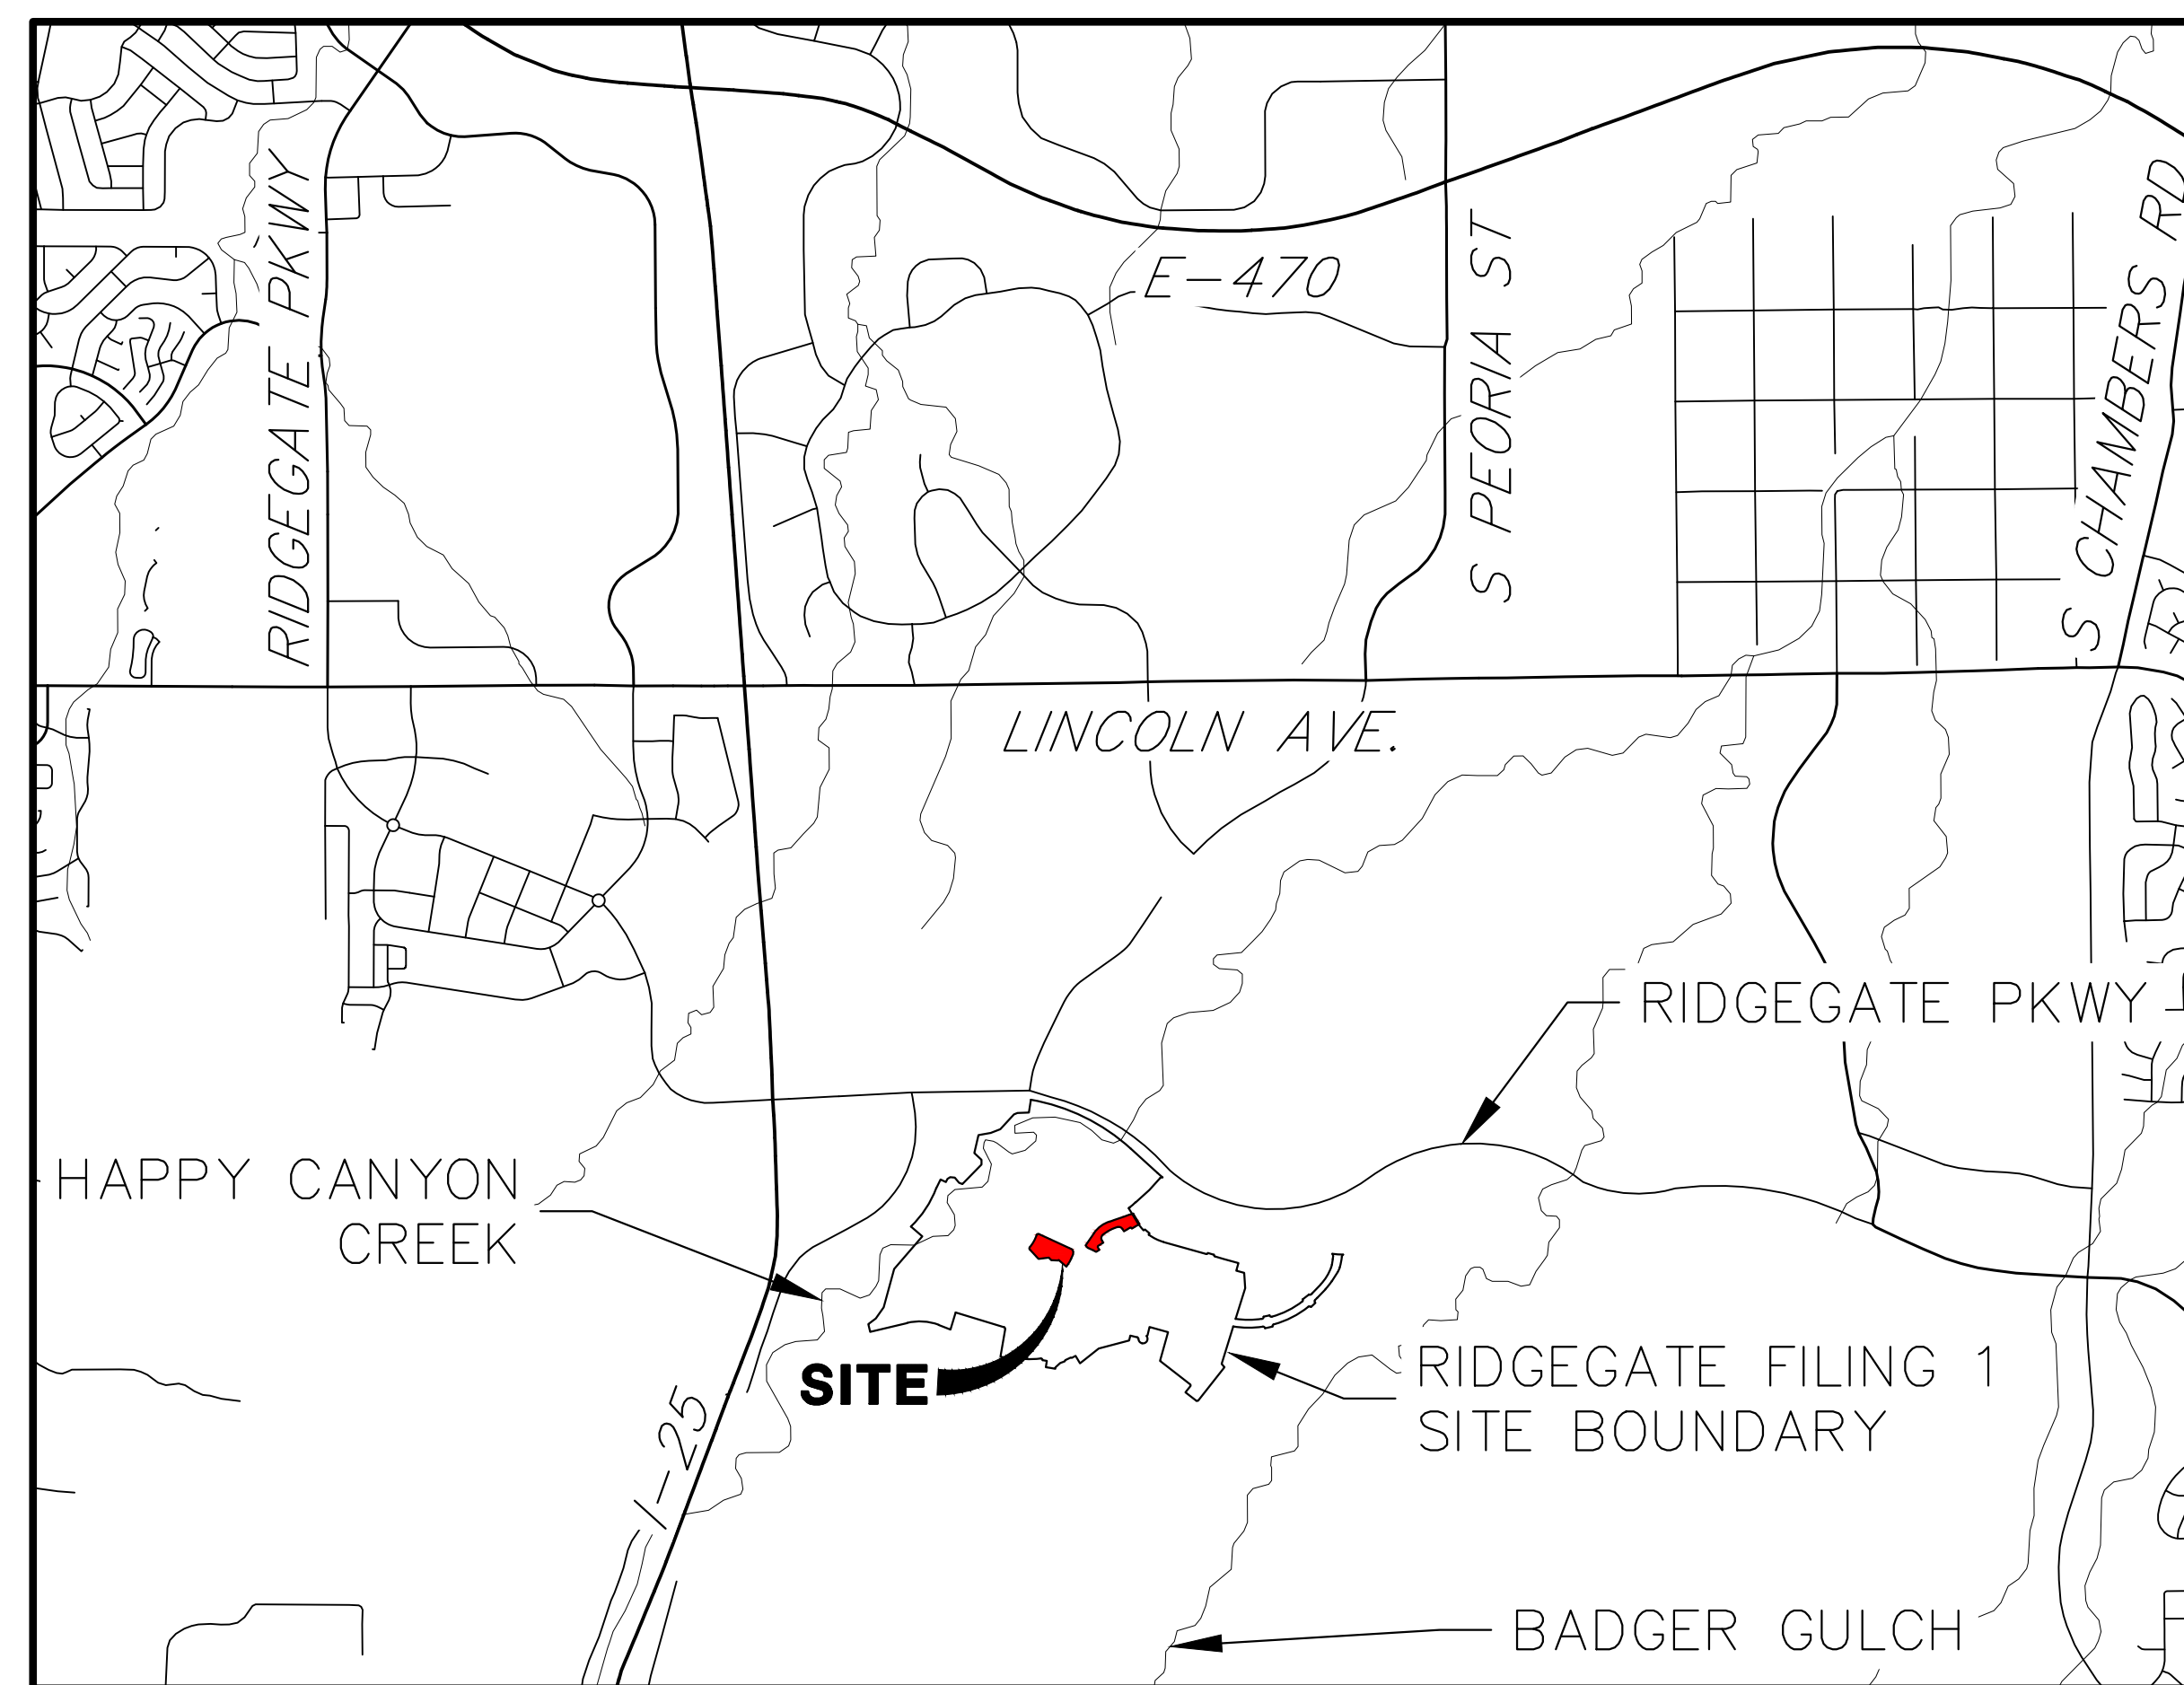 RIDGEGATE PKWY
E-470
S PEORIA ST
S CHAMBERS RD
LINCOLN AVE.
RIDGEGATE PKWY
HAPPY CANYON
CREEK
SITE
RIDGEGATE FILING 1
SITE BOUNDARY
I-25
BADGER GULCH